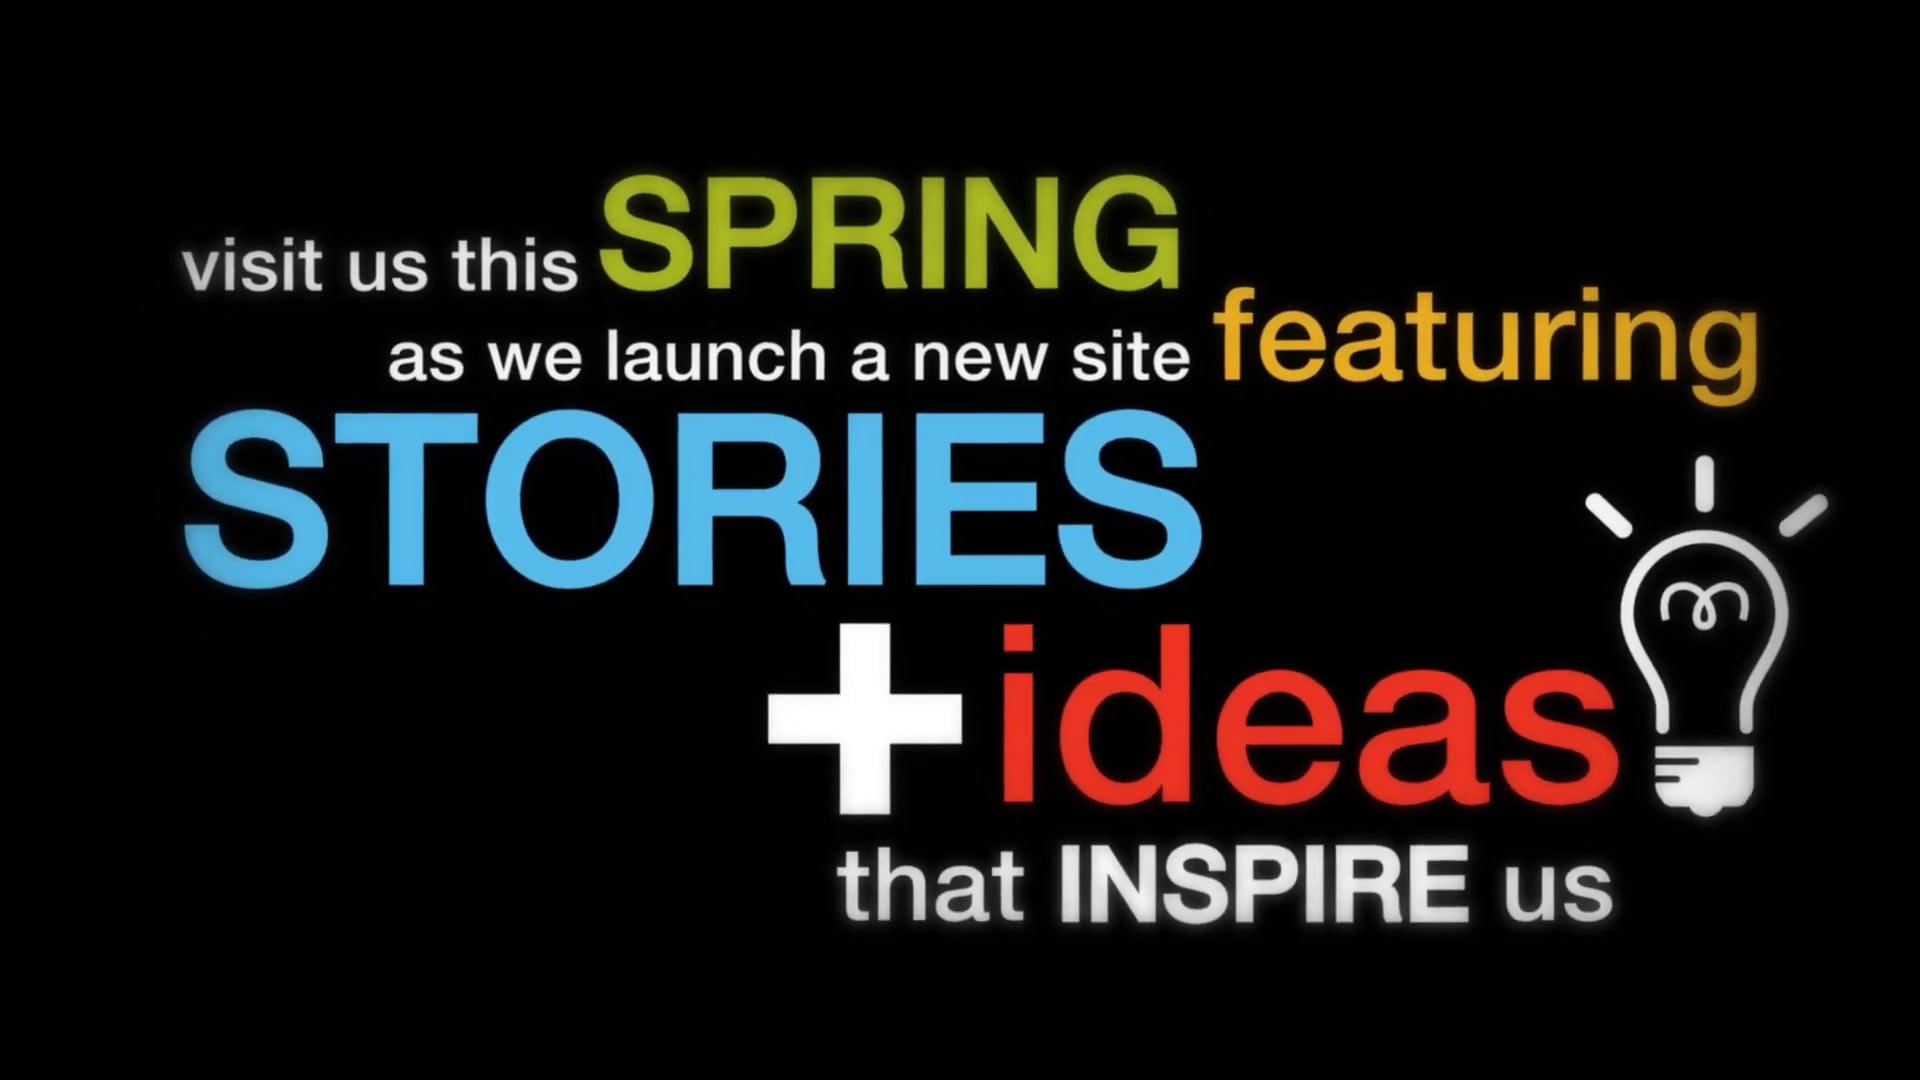 visit us this SPRING
as we launch a new site featuring
STORIES
+ideas
that INSPIRE us